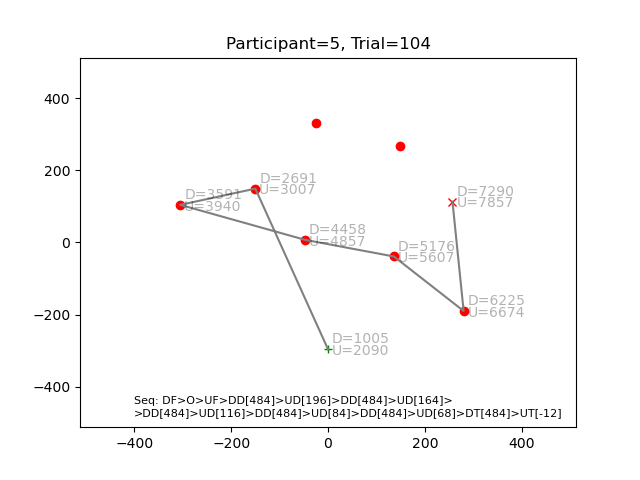 Participant=5, Trial=104
400
200
0
−200
−400
D=2691
U=3007
D=3591
U=3940
D=7290
U=7857
D=4458
U=4857
D=5176
U=5607
D=6225
U=6674
D=1005
U=2090
Seq: DF>O>UF>DD[484]>UD[196]>DD[484]>UD[164]>
>DD[484]>UD[116]>DD[484]>UD[84]>DD[484]>UD[68]>DT[484]>UT[-12]
−400 −200 0 200 400